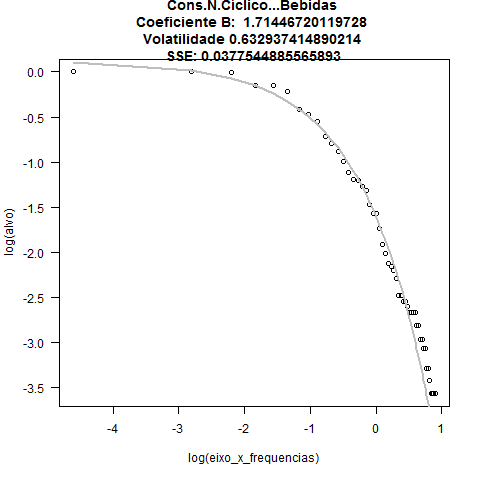 Cons.N.Ciclico...Bebidas
Coeficiente B:  1.71446720119728
Volatilidade 0.632937414890214
SSE: 0.0377544885565893
0.0
-0.5
-1.0
-1.5
-2.0
-2.5
-3.0
-3.5
log(alvo)
-4
-3
-2
-1
0
1
log(eixo_x_frequencias)